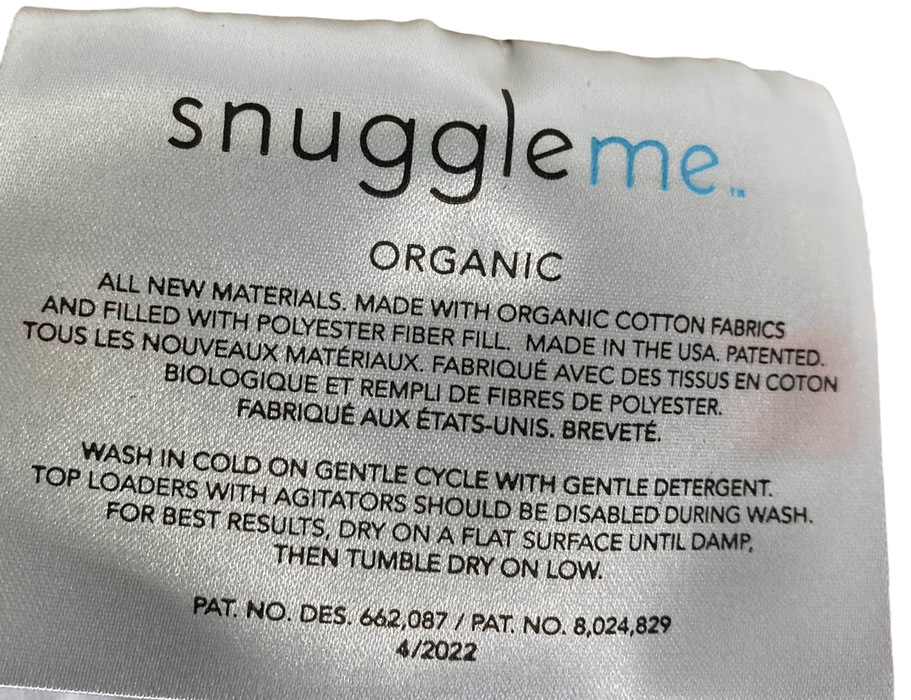 snuggleme™
ORGANIC
ALL NEW MATERIALS. MADE WITH ORGANIC COTTON FABRICS
AND FILLED WITH POLYESTER FIBER FILL. MADE IN THE USA. PATENTED.
TOUS LES NOUVEAUX MATÉRIAUX. FABRIQUÉ AVEC DES TISSUS EN COTON
BIOLOGIQUE ET REMPLI DE FIBRES DE POLYESTER.
FABRIQUÉ AUX ÉTATS-UNIS. BREVETÉ.
WASH IN COLD ON GENTLE CYCLE WITH GENTLE DETERGENT.
TOP LOADERS WITH AGITATORS SHOULD BE DISABLED DURING WASH.
FOR BEST RESULTS, DRY ON A FLAT SURFACE UNTIL DAMP,
THEN TUMBLE DRY ON LOW.
PAT. NO. DES. 662,087 / PAT. NO. 8,024,829
4/2022